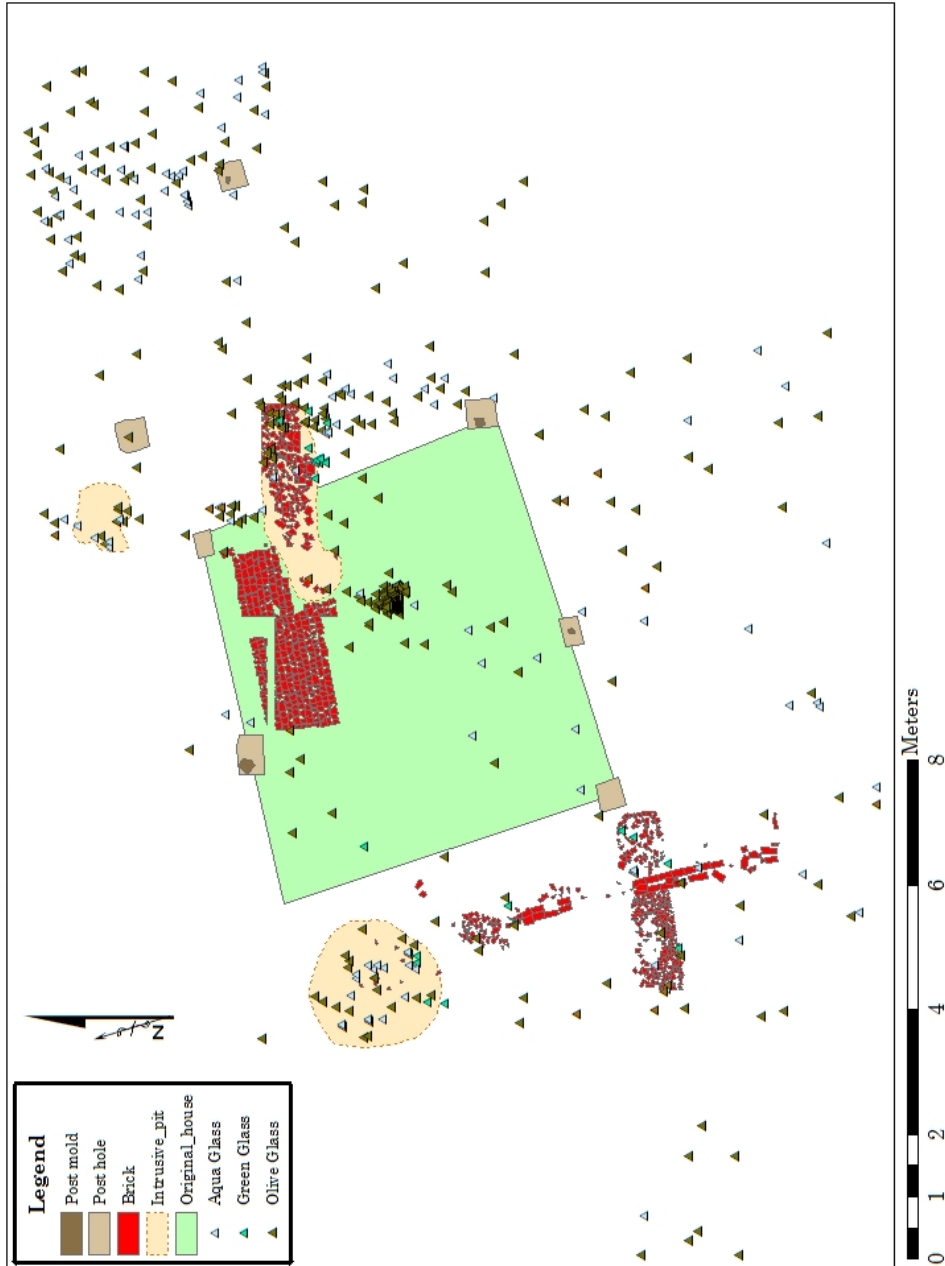 Legend
Post mold
Post hole
Brick
Intrusive_pit
Original_house
Aqua Glass
Green Glass
Olive Glass
N
0 1 2 4 6 8
Meters